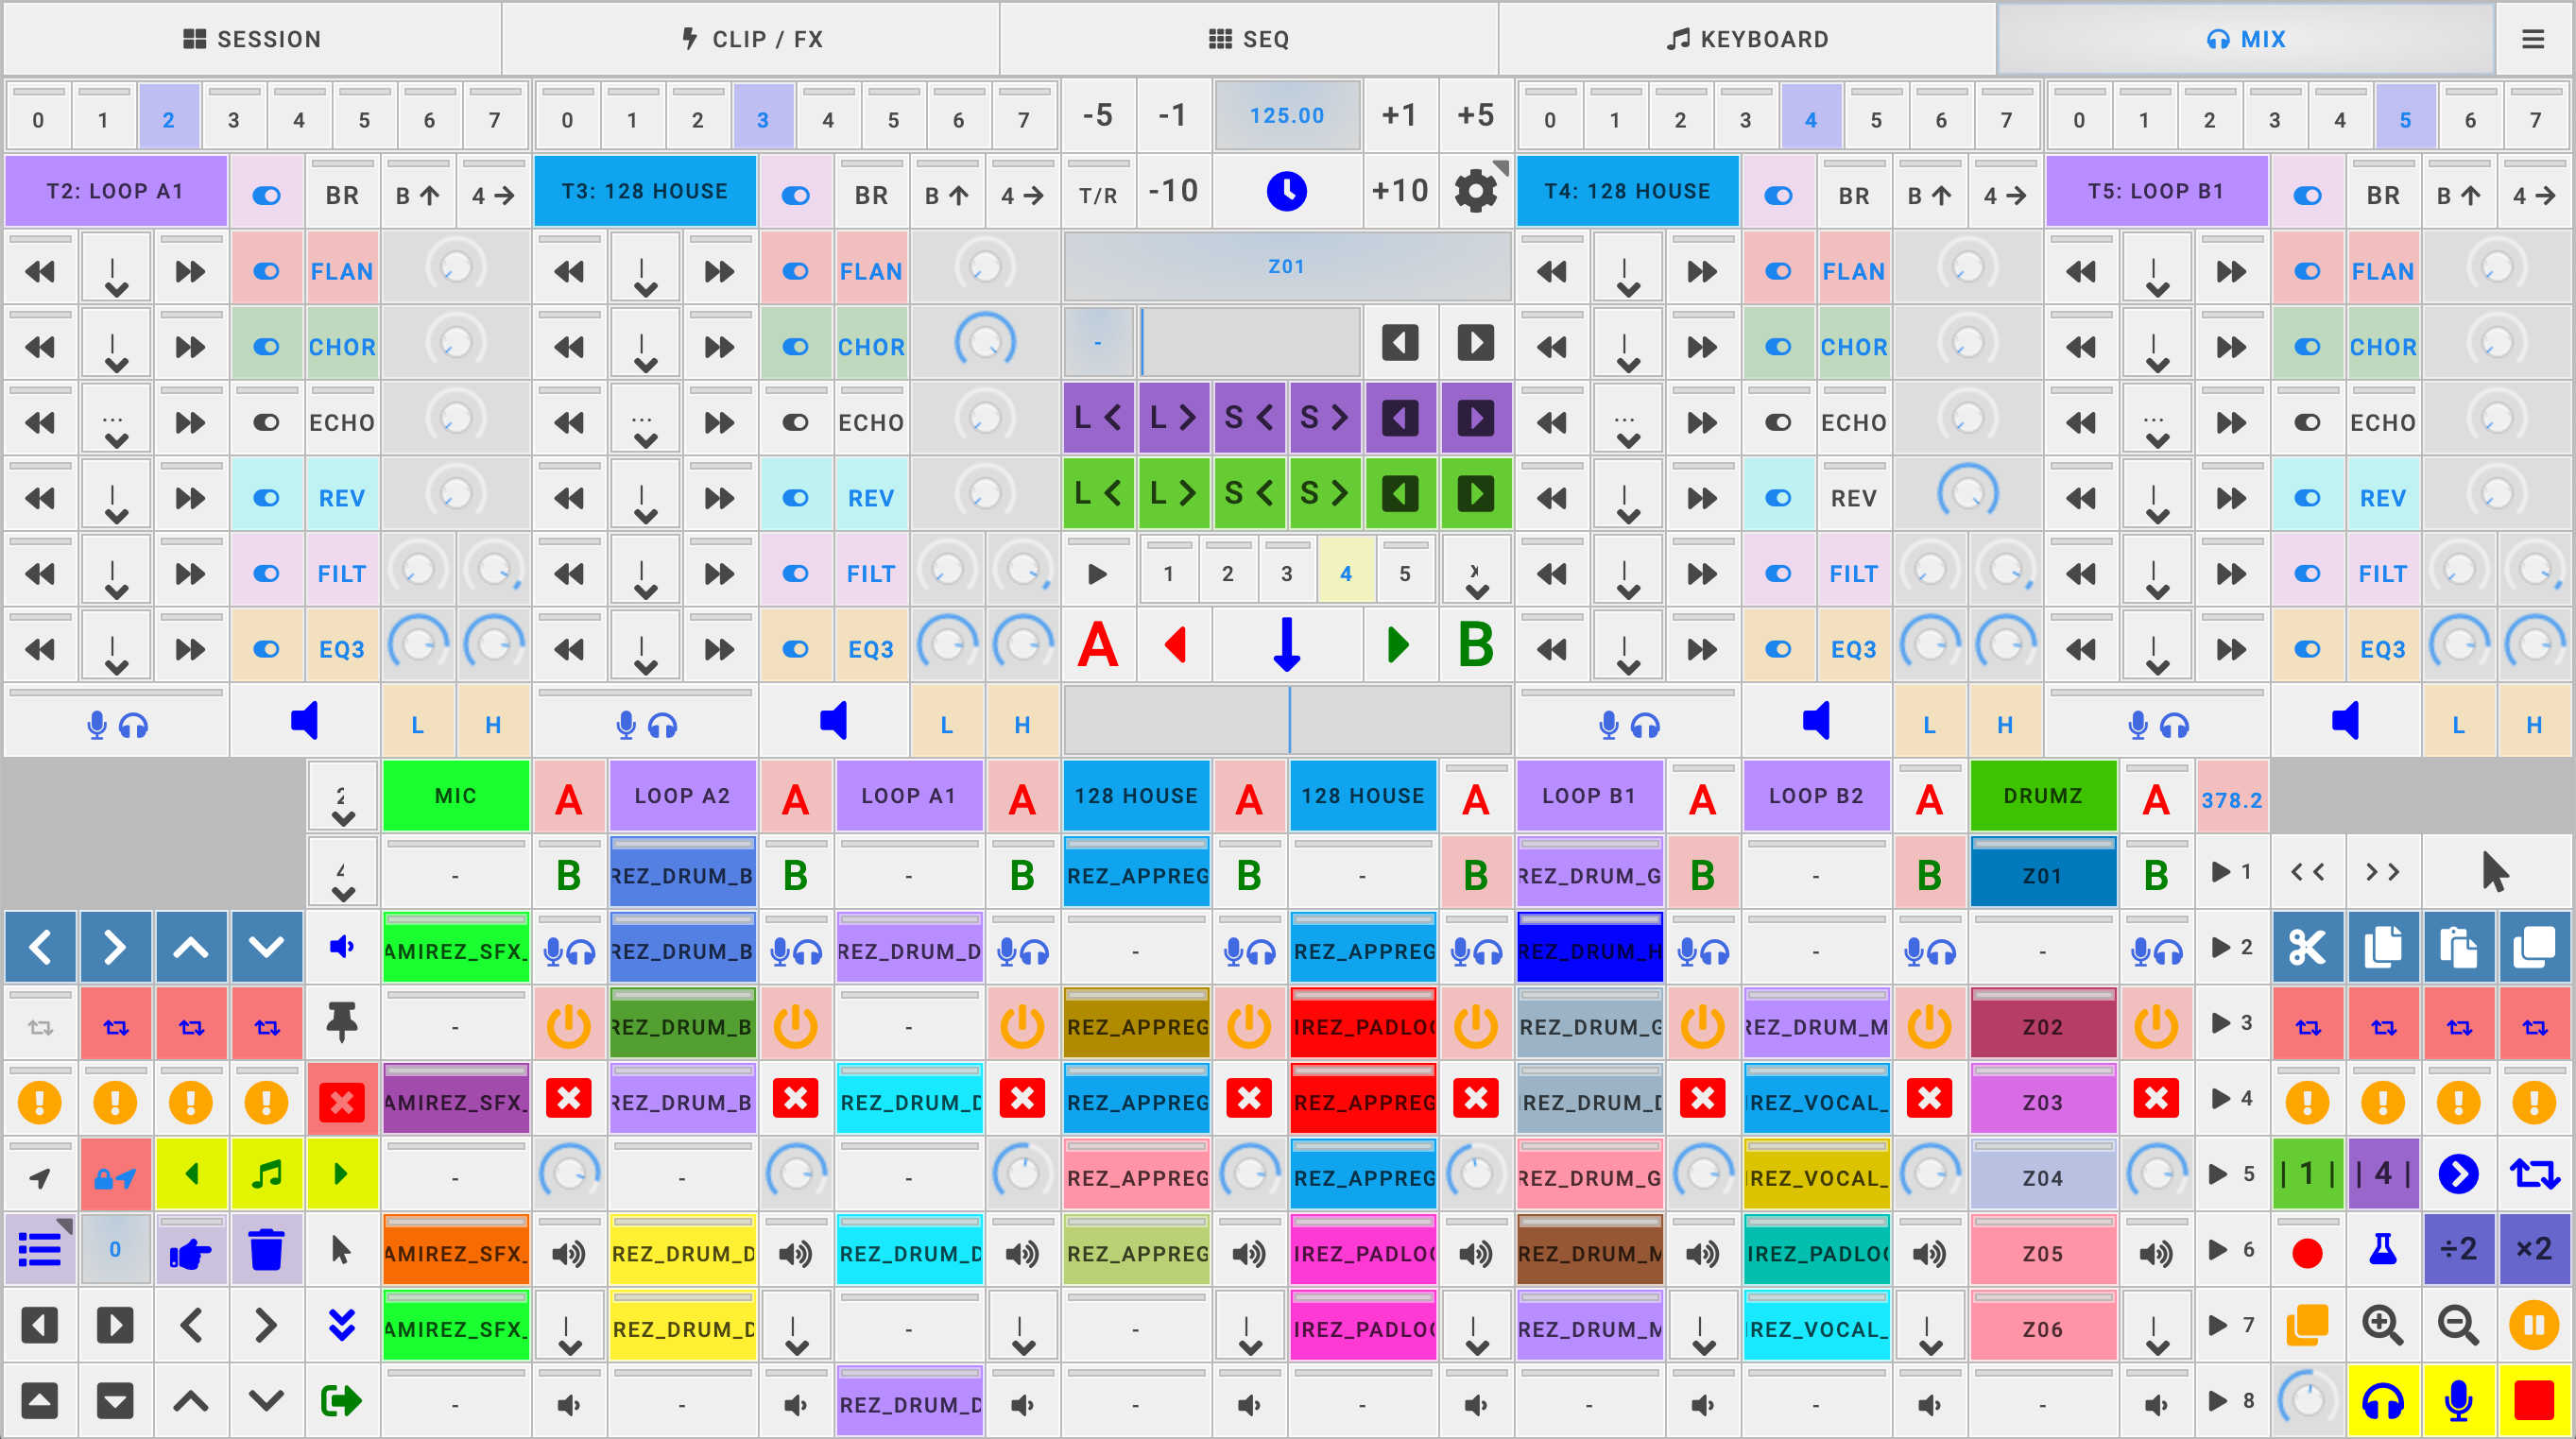 SESSION CLIP / FX SEQ KEYBOARD MIX
0 1 2 3 4 5 6 7 0 1 2 3 4 5 6 7 -5 -1 125.00 +1 +5 0 1 2 3 4 5 6 7 0 1 2 3 4 5 6 7
T2: LOOP A1 BR B 4 T3: 128 HOUSE BR B 4 T/R -10 +10 T4: 128 HOUSE BR B 4 T5: LOOP B1 BR B 4
FLAN FLAN Z01 FLAN FLAN
CHOR CHOR - CHOR CHOR
... ECHO ... ECHO L < L > S < S > ... ECHO ... ECHO
REV REV L < L > S < S > REV REV
FILT FILT 1 2 3 4 5 FILT FILT
EQ3 EQ3 A B EQ3 EQ3
L H L H L H L H
2 MIC A LOOP A2 A LOOP A1 A 128 HOUSE A 128 HOUSE A LOOP B1 A LOOP B2 A DRUMZ A 378.2
4 - B REZ_DRUM_B B - B REZ_APPREG B - B REZ_DRUM_G B - B Z01 B 1 << >>
AMIREZ_SFX_ REZ_DRUM_B REZ_DRUM_D - REZ_APPREG REZ_DRUM_H - - 2
- REZ_DRUM_B - REZ_APPREG IREZ_PADLO REZ_DRUM_G REZ_DRUM_M Z02 3
AMIREZ_SFX_ REZ_DRUM_B REZ_DRUM_D REZ_APPREG REZ_APPREG REZ_DRUM_D IREZ_VOCAL_ Z03 4
- - - REZ_APPREG REZ_APPREG REZ_DRUM_G IREZ_VOCAL_ Z04 5 | 1 | | 4 |
0 AMIREZ_SFX_ REZ_DRUM_D REZ_DRUM_D REZ_APPREG IREZ_PADLO REZ_DRUM_M IREZ_PADLO Z05 6 ÷2 ×2
AMIREZ_SFX_ REZ_DRUM_D - - IREZ_PADLO REZ_DRUM_M IREZ_VOCAL_ Z06 7
- - REZ_DRUM_D - - - - - 8